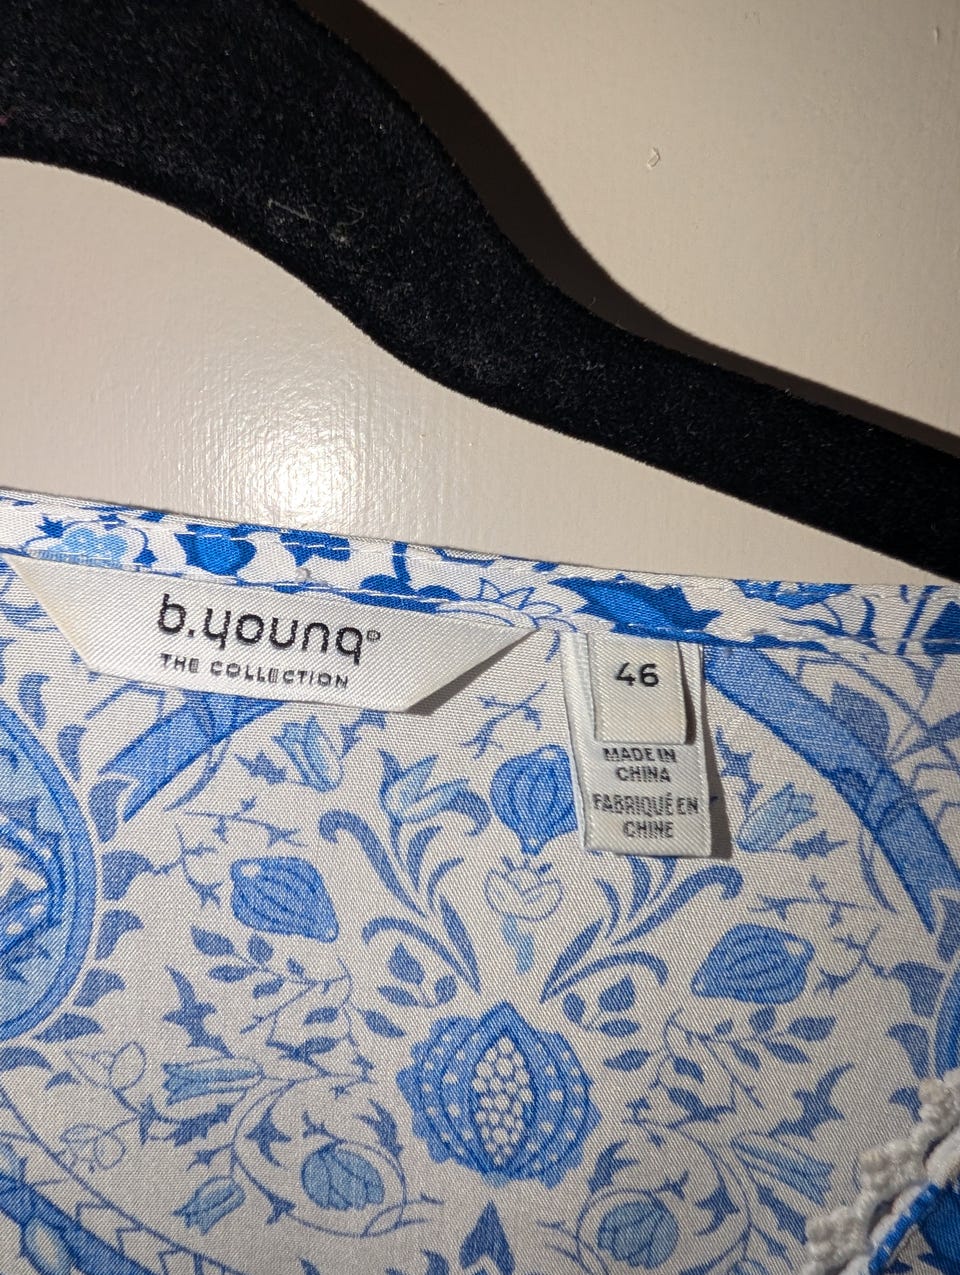 b.young®
THE COLLECTION
46
MADE IN
CHINA
FABRIQUÉ EN
CHINE